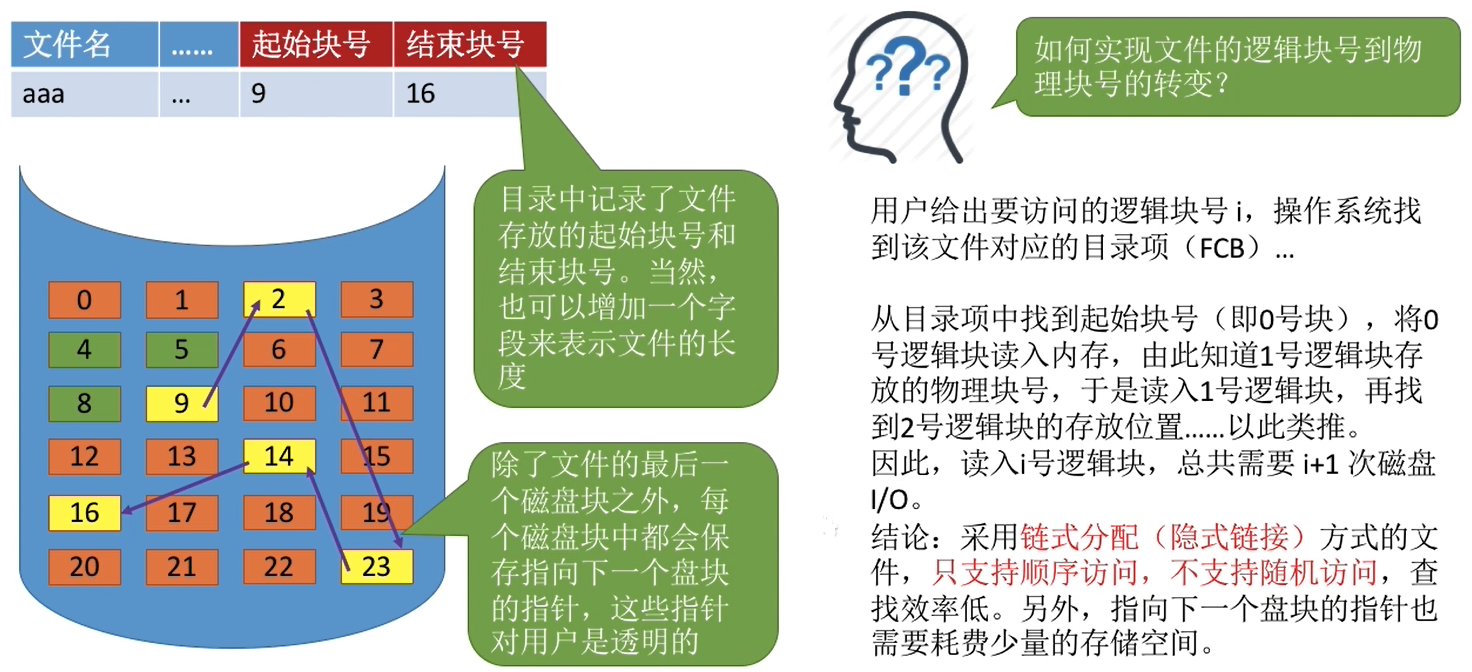 文件名 …… 起始块号 结束块号
aaa … 9 16
目录中记录了文件
存放的起始块号和
结束块号。当然，
也可以增加一个字
段来表示文件的长
度
0 1 2 3
4 5 6 7
8 9 10 11
12 13 14 15
16 17 18 19
20 21 22 23
除了文件的最后一
个磁盘块之外，每
个磁盘块中都会保
存指向下一个盘块
的指针，这些指针
对用户是透明的
???
如何实现文件的逻辑块号到物
理块号的转变？
用户给出要访问的逻辑块号 i，操作系统找
到该文件对应的目录项（FCB）…
从目录项中找到起始块号（即0号块），将0
号逻辑块读入内存，由此知道1号逻辑块存
放的物理块号，于是读入1号逻辑块，再找
到2号逻辑块的存放位置……以此类推。
因此，读入i号逻辑块，总共需要 i+1 次磁盘
I/O。
结论：采用链式分配（隐式链接）方式的文
件，只支持顺序访问，不支持随机访问，查
找效率低。另外，指向下一个盘块的指针也
需要耗费少量的存储空间。